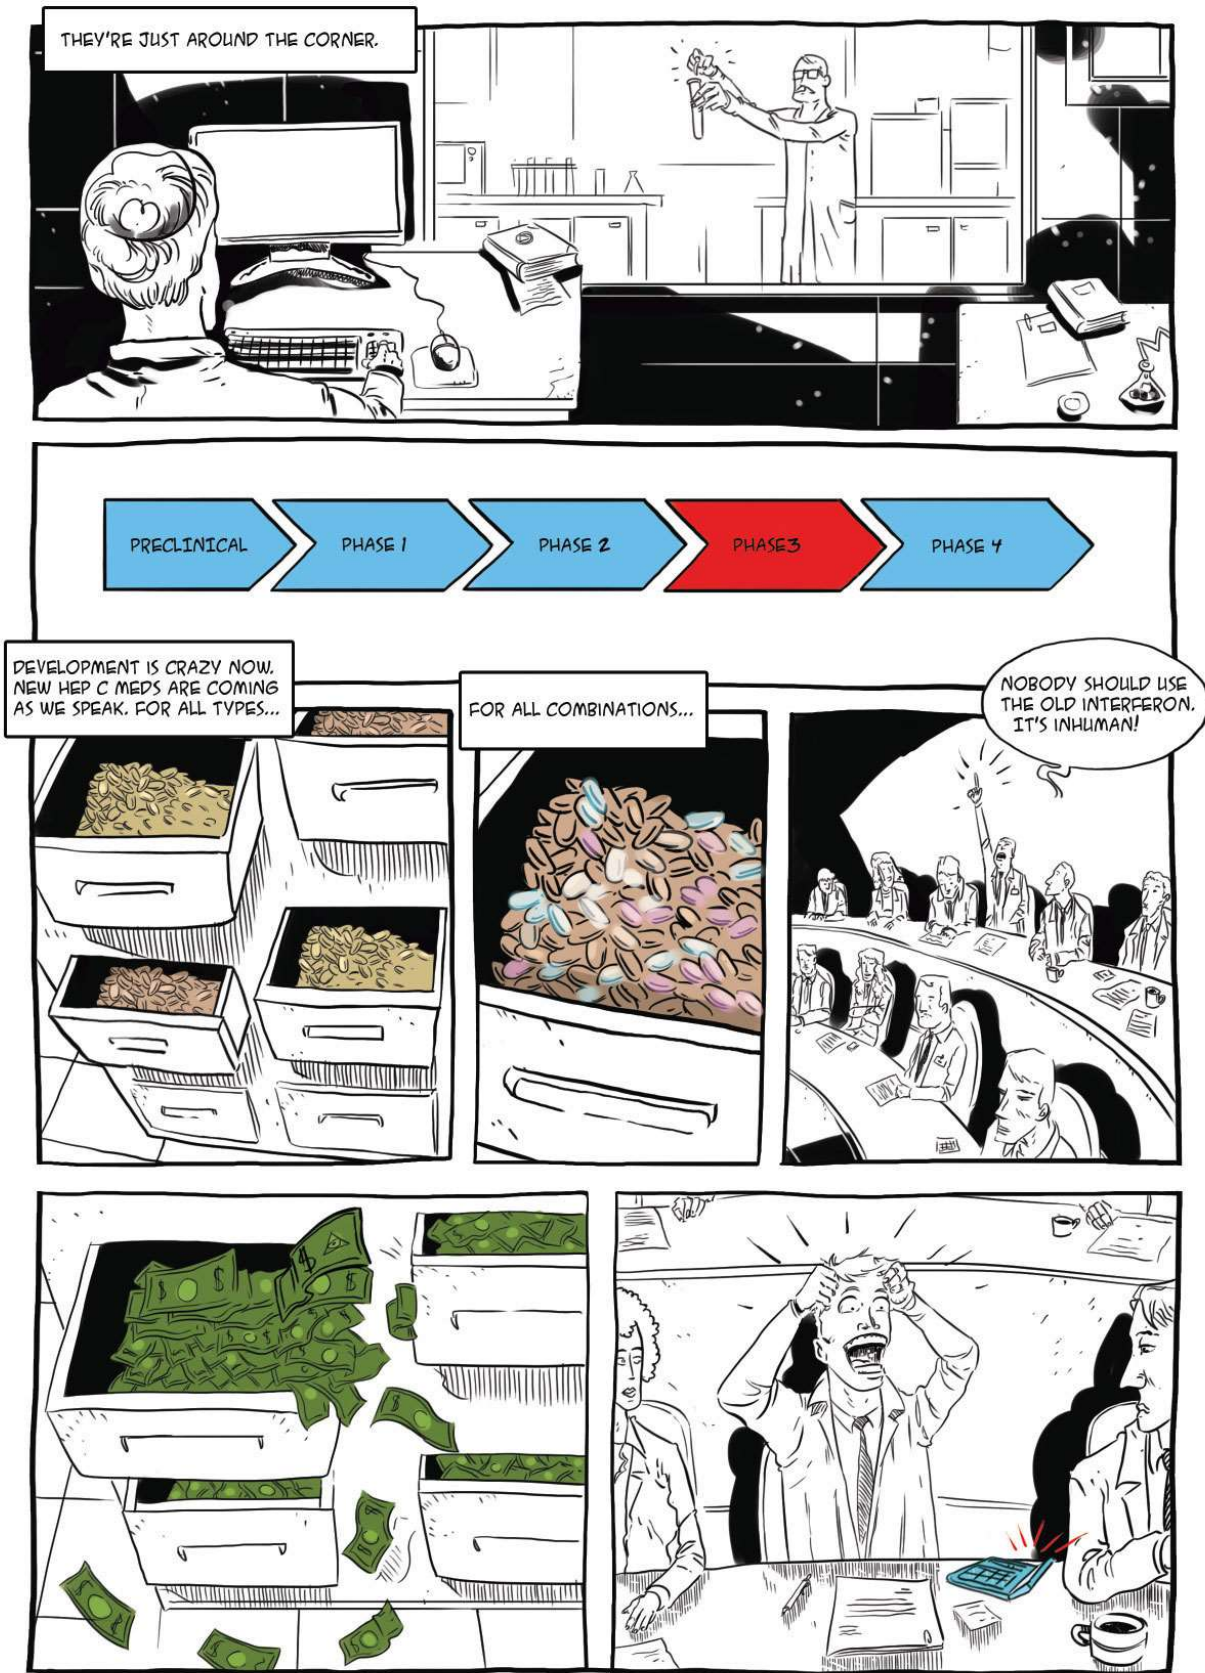 THEY'RE JUST AROUND THE CORNER.
PRECLINICAL
PHASE 1
PHASE 2
PHASE3
PHASE 4
DEVELOPMENT IS CRAZY NOW.
NEW HEP C MEDS ARE COMING
AS WE SPEAK. FOR ALL TYPES...
FOR ALL COMBINATIONS...
NOBODY SHOULD USE
THE OLD INTERFERON.
IT'S INHUMAN!
$ $
$ $
$ $
$
$